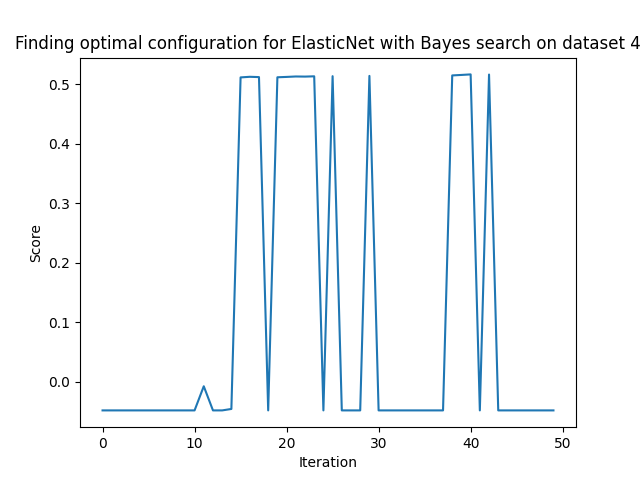 Finding optimal configuration for ElasticNet with Bayes search on dataset 4
0.5
0.4
0.3
0.2
0.1
0.0
Score
0 10 20 30 40 50
Iteration